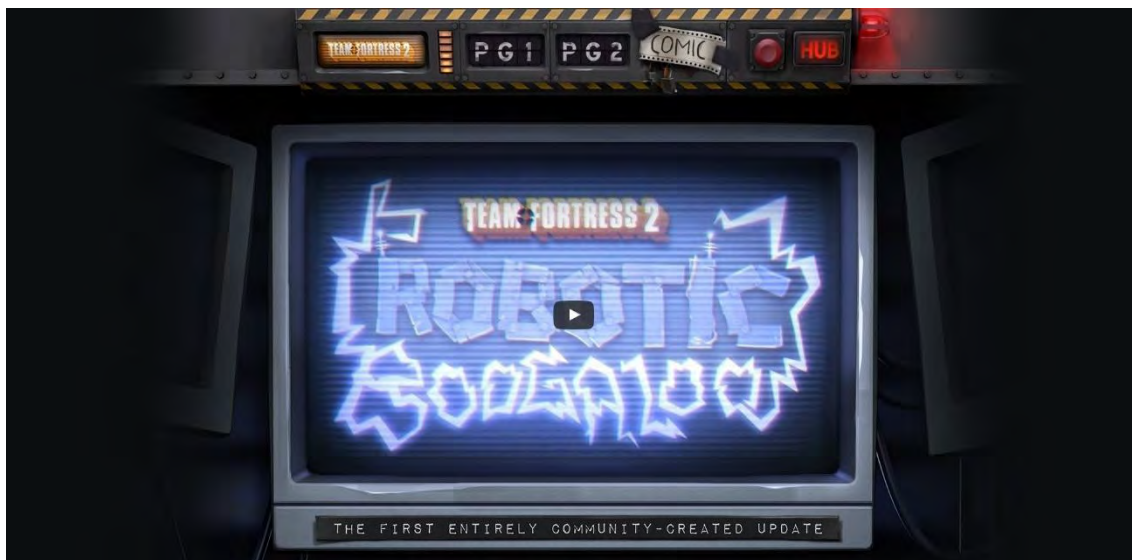 TEAM FORTRESS 2
PG1
PG2
COMIC
HUB
TEAM FORTRESS 2
ROBOTIC
BOOGALOO
THE FIRST ENTIRELY COMMUNITY-CREATED UPDATE